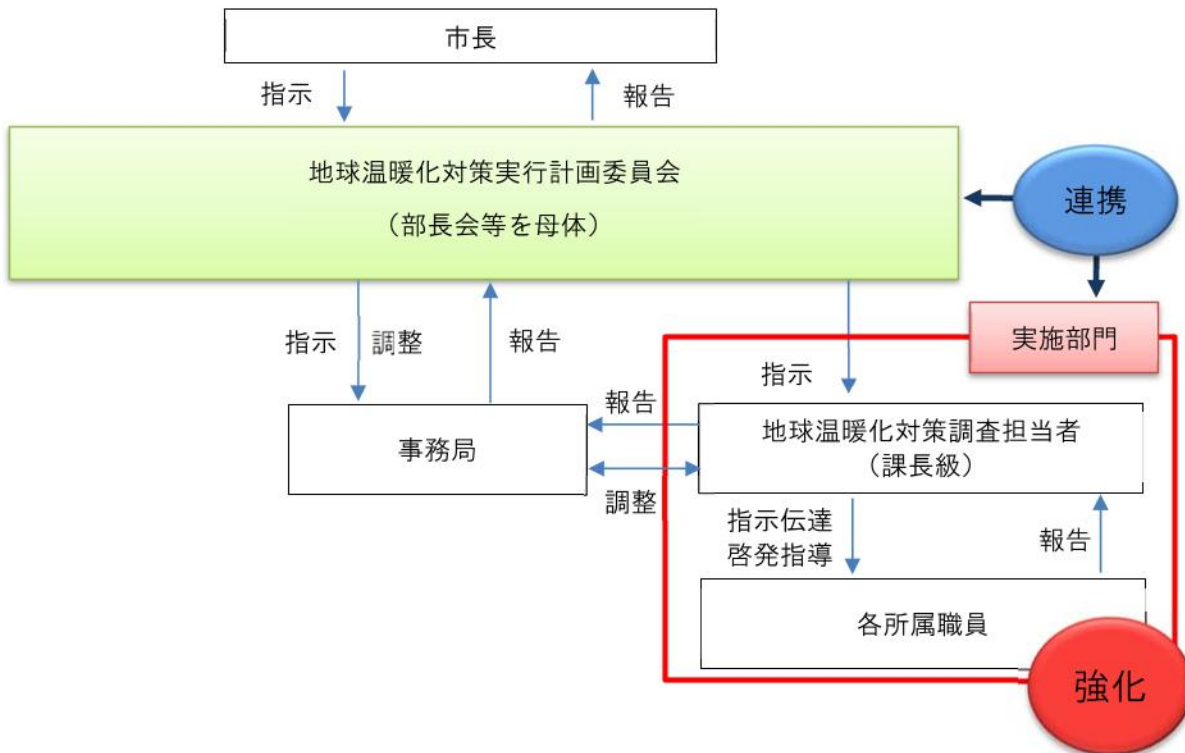 市長
指示
報告
地球温暖化対策実行計画委員会
（部長会等を母体）
連携
指示
調整
報告
指示
実施部門
報告
事務局
調整
地球温暖化対策調査担当者
（課長級）
指示伝達
啓発指導
報告
各所属職員
強化